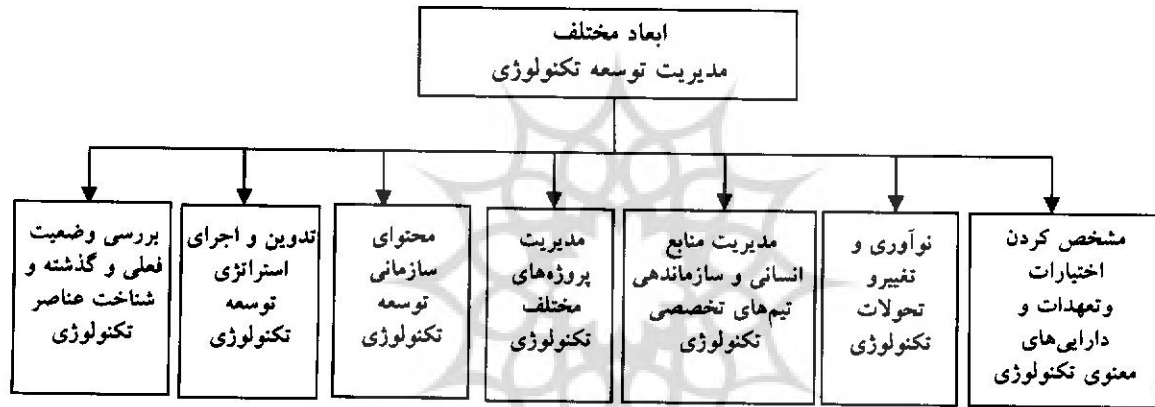 ابعاد مختلف
مدیریت توسعه تکنولوژی
مشخص کردن
اختیارات
وتعهدات و
دارایی‌های
معنوی تکنولوژی
نوآوری و
تغییرو
تحولات
تکنولوژی
مدیریت منابع
انسانی و سازماندهی
تیم‌های تخصصی
تکنولوژی
مدیریت
پروژه‌های
مختلف
تکنولوژی
محتوای
سازمانی
توسعه
تکنولوژی
تدوین و اجرای
استراتژی
توسعه
تکنولوژی
بررسی وضعیت
فعلی و گذشته و
شناخت عناصر
تکنولوژی